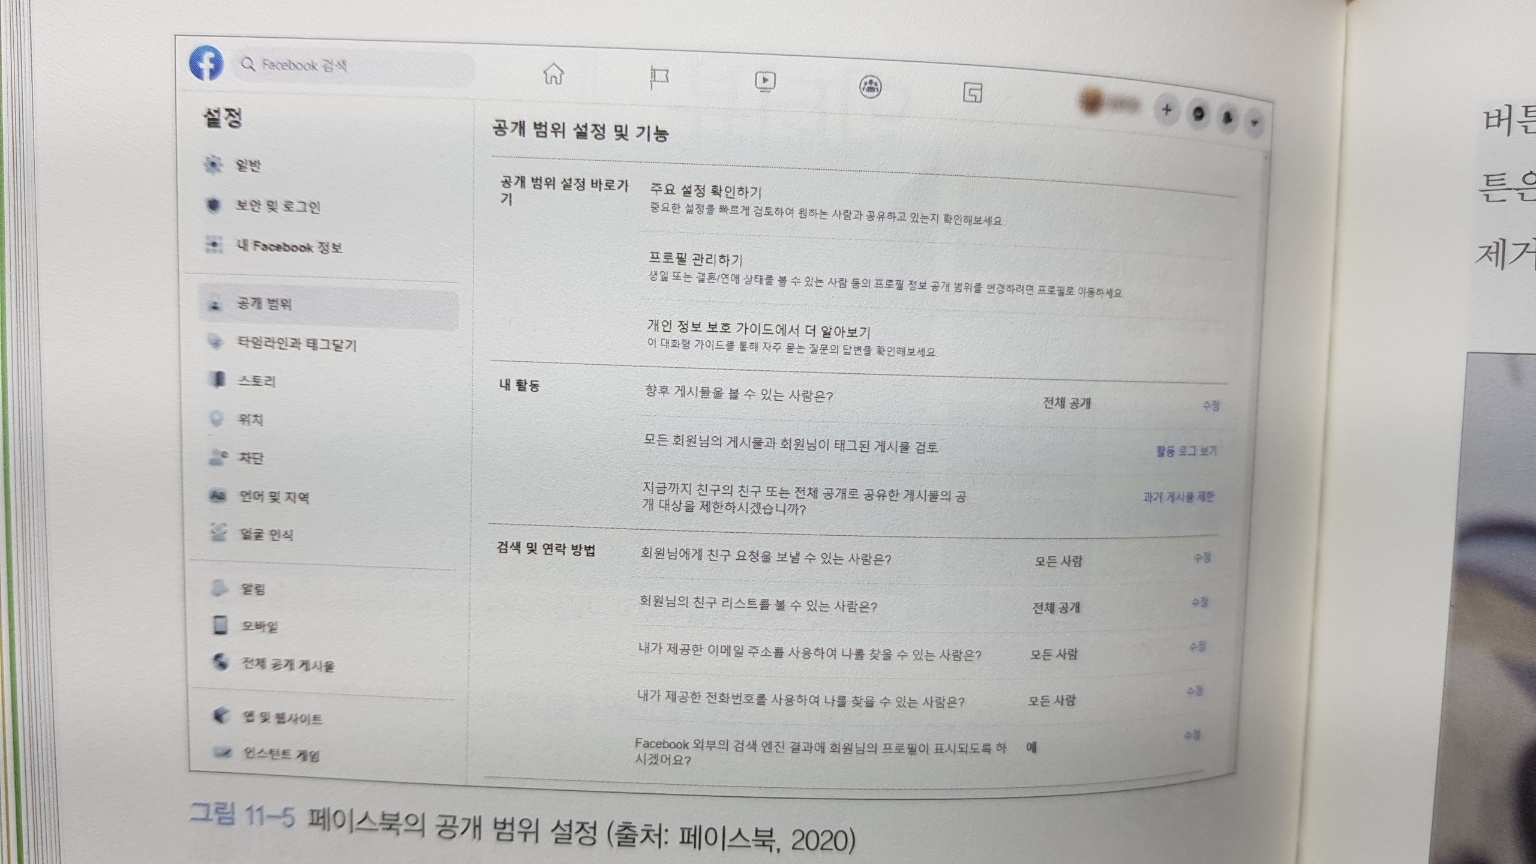 Facebook 검색
설정
일반
보안 및 로그인
내 Facebook 정보
공개 범위
타임라인과 태그달기
스토리
위치
차단
언어 및 지역
얼굴 인식
알림
모바일
전체 공개 게시물
앱 및 웹사이트
인스턴트 게임
공개 범위 설정 및 기능
공개 범위 설정 바로가
기
주요 설정 확인하기
중요한 설정을 빠르게 검토하여 원하는 사람과 공유하고 있는지 확인해보세요.
프로필 관리하기
생일 또는 결혼/연애 상태를 볼 수 있는 사람 등의 프로필 정보 공개 범위를 변경하려면 프로필로 이동하세요.
개인 정보 보호 가이드에서 더 알아보기
이 대화형 가이드를 통해 자주 묻는 질문의 답변을 확인해보세요.
내 활동
향후 게시물을 볼 수 있는 사람은?
전체 공개
수정
모든 회원님의 게시물과 회원님이 태그된 게시물 검토
활동 로그 보기
지금까지 친구의 친구 또는 전체 공개로 공유한 게시물의 공
개 대상을 제한하시겠습니까?
과거 게시물 제한
검색 및 연락 방법
회원님에게 친구 요청을 보낼 수 있는 사람은?
모든 사람
수정
회원님의 친구 리스트를 볼 수 있는 사람은?
전체 공개
수정
내가 제공한 이메일 주소를 사용하여 나를 찾을 수 있는 사람은?
모든 사람
수정
내가 제공한 전화번호를 사용하여 나를 찾을 수 있는 사람은?
모든 사람
수정
Facebook 외부의 검색 엔진 결과에 회원님의 프로필이 표시되도록 하
시겠어요?
예
수정
그림 11-5 페이스북의 공개 범위 설정 (출처: 페이스북, 2020)
버튼
튼은
제거